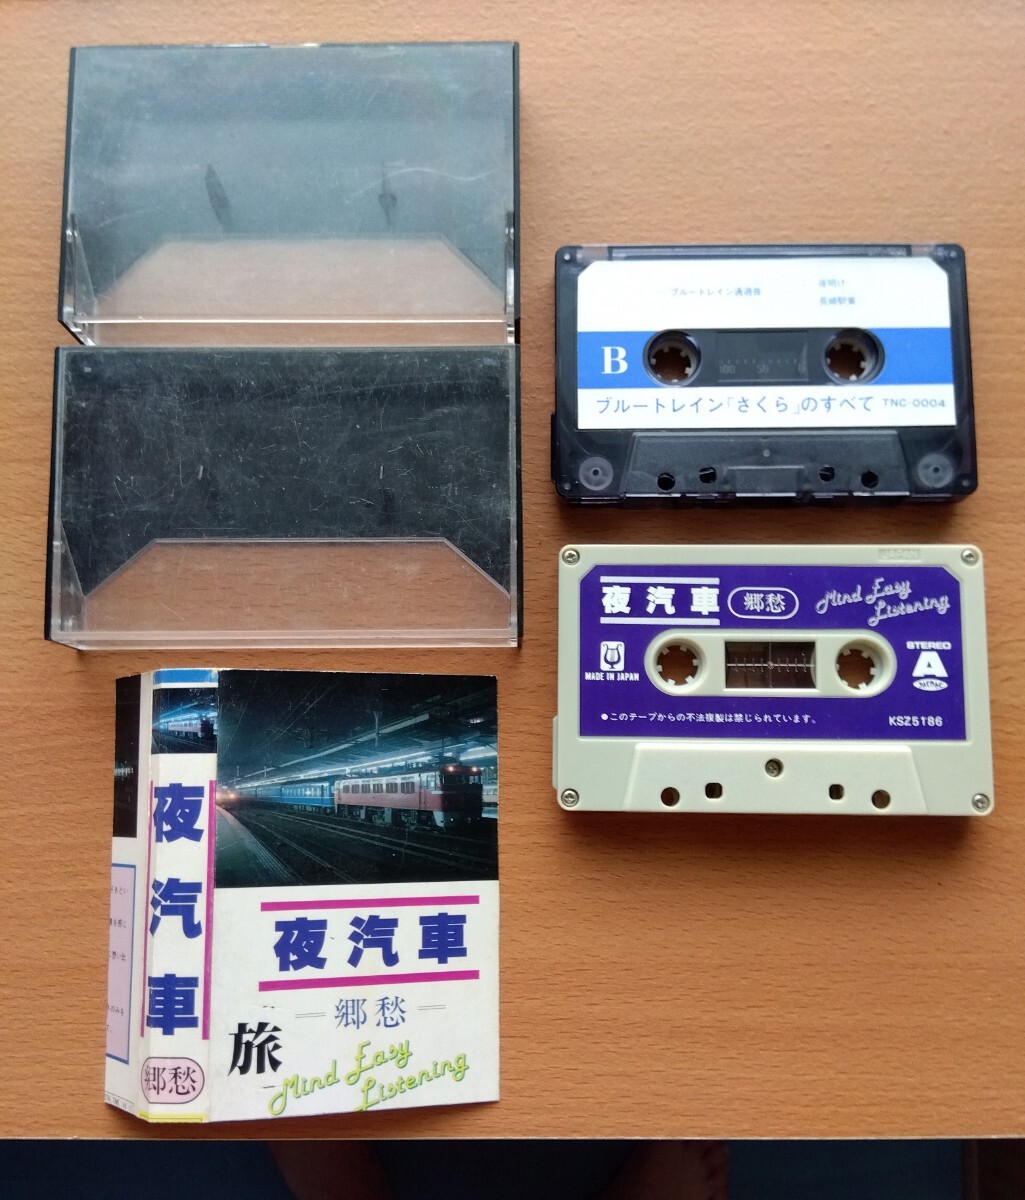 ブルートレイン通過音
夜明け
長崎駅着
B
100 50 0
ブルートレイン「さくら」のすべて TNC-0004
JAPAN
夜汽車
郷愁
Mind Easy
Listening
MADE IN JAPAN
STEREO
A
●このテープからの不法複製は禁じられています。
KSZ5186
夜汽車
郷愁
夜汽車
郷愁
旅
Mind Easy
Listening